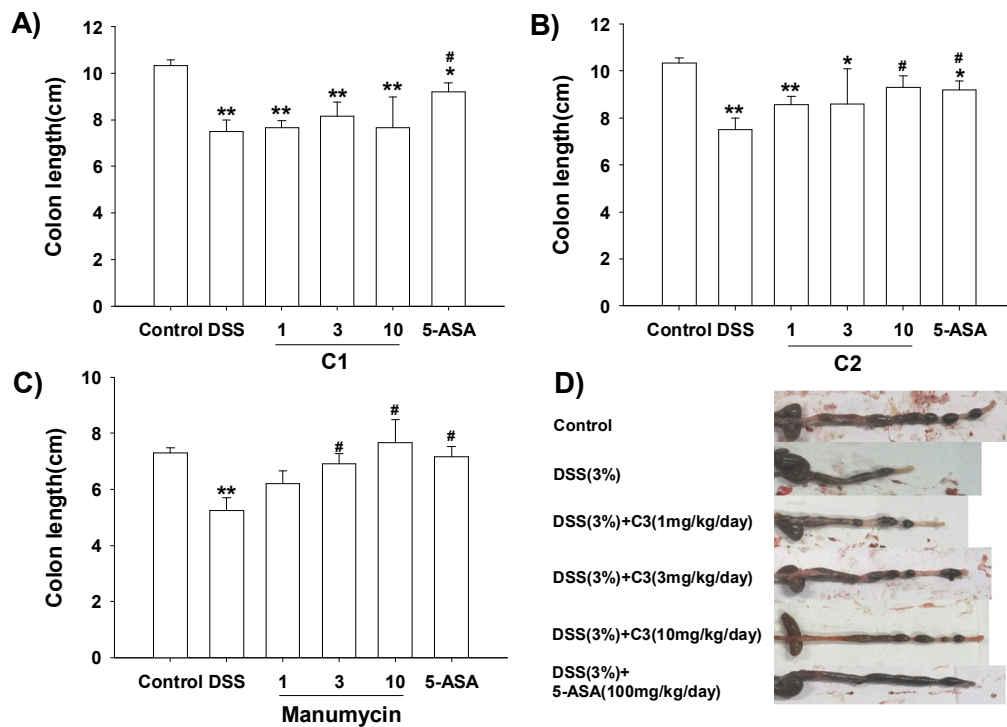 A)
Colon length(cm)
12
10
8
6
4
2
0
**
**
**
**
#
*
Control DSS 1 3 10 5-ASA
C1
B)
Colon length(cm)
12
10
8
6
4
2
0
**
**
*
#
#
*
Control DSS 1 3 10 5-ASA
C2
C)
Colon length(cm)
10
8
6
4
2
0
**
#
#
#
Control DSS 1 3 10 5-ASA
Manumycin
D)
Control
DSS(3%)
DSS(3%)+C3(1mg/kg/day)
DSS(3%)+C3(3mg/kg/day)
DSS(3%)+C3(10mg/kg/day)
DSS(3%)+
5-ASA(100mg/kg/day)